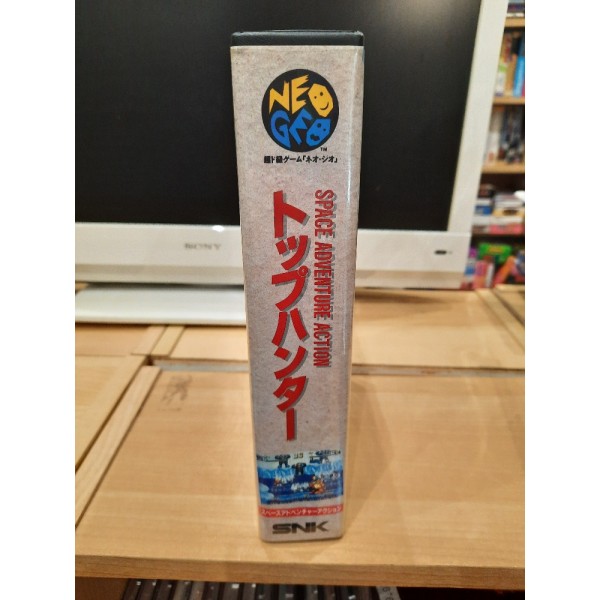 SONY
NEO
GEO
™
超ド級ゲーム「ネオ・ジオ」
SPACE ADVENTURE ACTION
トップハンター
スペースアドベンチャーアクション
SNK